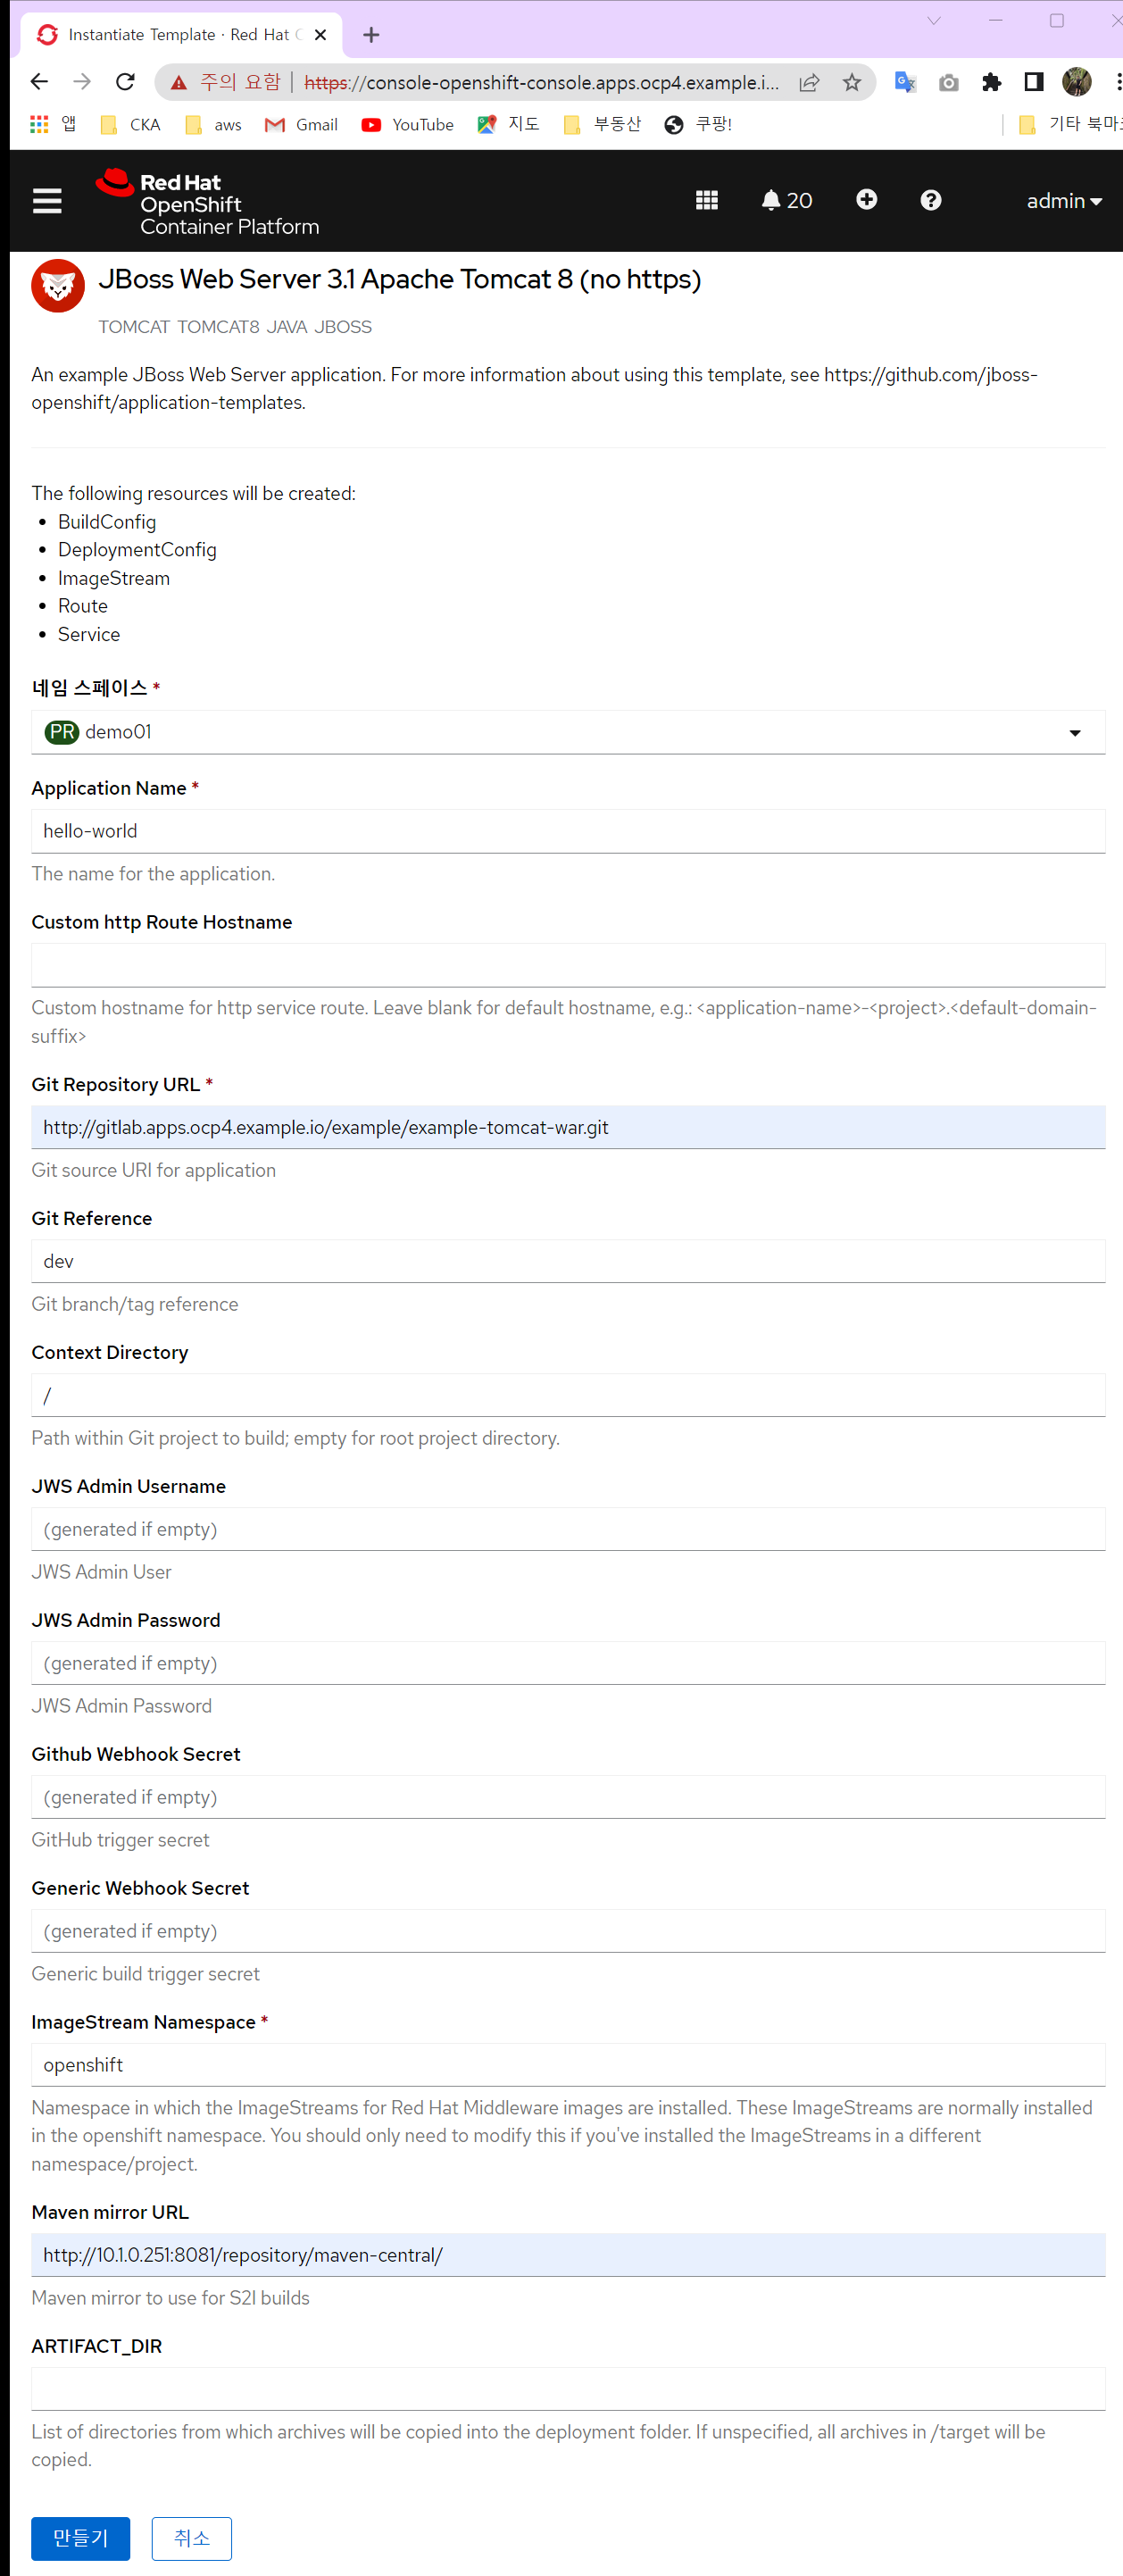 Instantiate Template · Red Hat
주의 요함 | https://console-openshift-console.apps.ocp4.example.i...
앱 CKA aws Gmail YouTube 지도 부동산 쿠팡! 기타
Red Hat
OpenShift
Container Platform
20
admin
JBoss Web Server 3.1 Apache Tomcat 8 (no https)
TOMCAT TOMCAT8 JAVA JBOSS
An example JBoss Web Server application. For more information about using this template, see https://github.com/jboss-
openshift/application-templates.
The following resources will be created:
• BuildConfig
• DeploymentConfig
• ImageStream
• Route
• Service
네임 스페이스 *
PR demo01
Application Name *
hello-world
The name for the application.
Custom http Route Hostname
Custom hostname for http service route. Leave blank for default hostname, e.g.: <application-name>-<project>.<default-domain-
suffix>
Git Repository URL *
http://gitlab.apps.ocp4.example.io/example/example-tomcat-war.git
Git source URI for application
Git Reference
dev
Git branch/tag reference
Context Directory
/
Path within Git project to build; empty for root project directory.
JWS Admin Username
(generated if empty)
JWS Admin User
JWS Admin Password
(generated if empty)
JWS Admin Password
Github Webhook Secret
(generated if empty)
GitHub trigger secret
Generic Webhook Secret
(generated if empty)
Generic build trigger secret
ImageStream Namespace *
openshift
Namespace in which the ImageStreams for Red Hat Middleware images are installed. These ImageStreams are normally installed
in the openshift namespace. You should only need to modify this if you've installed the ImageStreams in a different
namespace/project.
Maven mirror URL
http://10.1.0.251:8081/repository/maven-central/
Maven mirror to use for S2I builds
ARTIFACT_DIR
List of directories from which archives will be copied into the deployment folder. If unspecified, all archives in /target will be
copied.
만들기 취소